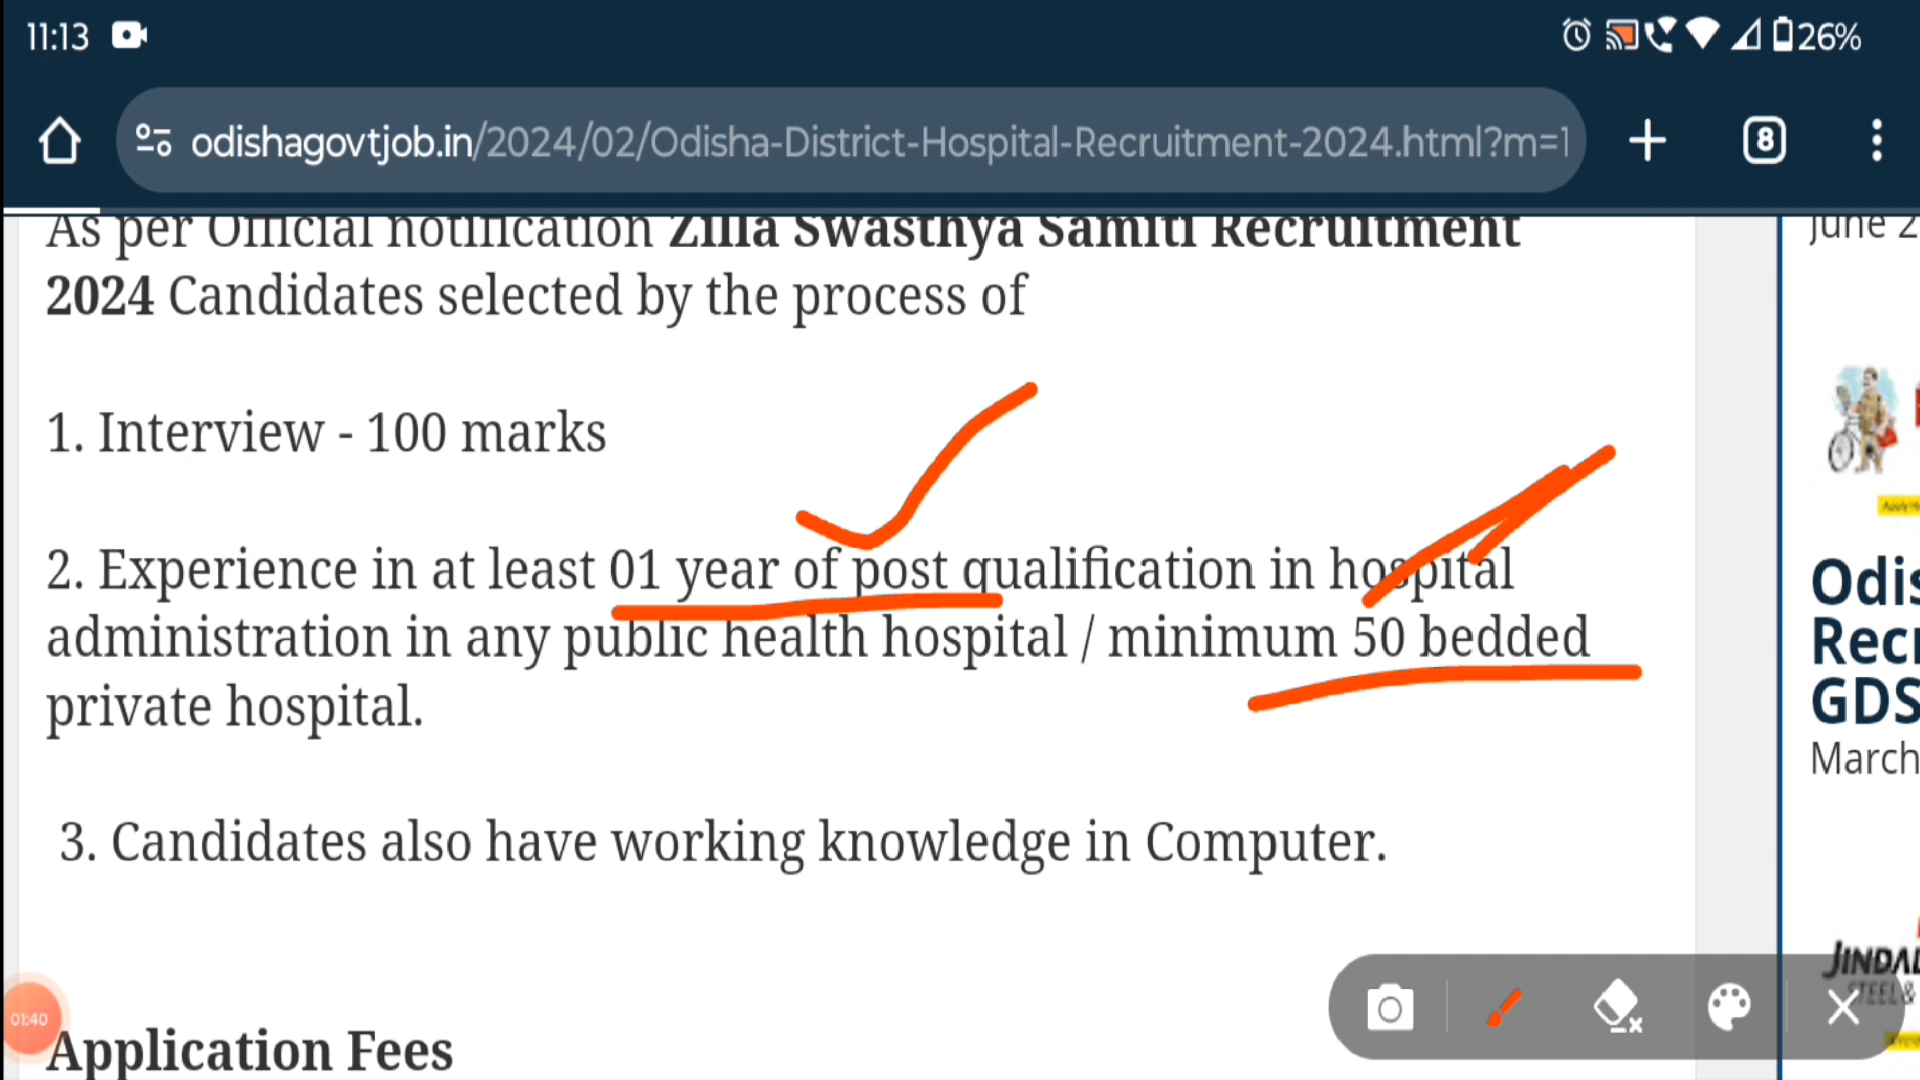 11:13
26%
odishagovtjob.in/2024/02/Odisha-District-Hospital-Recruitment-2024.html?m=1
8
As per Official notification Zilla Swasthya Samiti Recruitment
2024 Candidates selected by the process of
1. Interview - 100 marks
2. Experience in at least 01 year of post qualification in hospital
administration in any public health hospital / minimum 50 bedded
private hospital.
3. Candidates also have working knowledge in Computer.
Application Fees
01:40
June 2
Odis
Recr
GDS
March
JINDAL
STEEL &